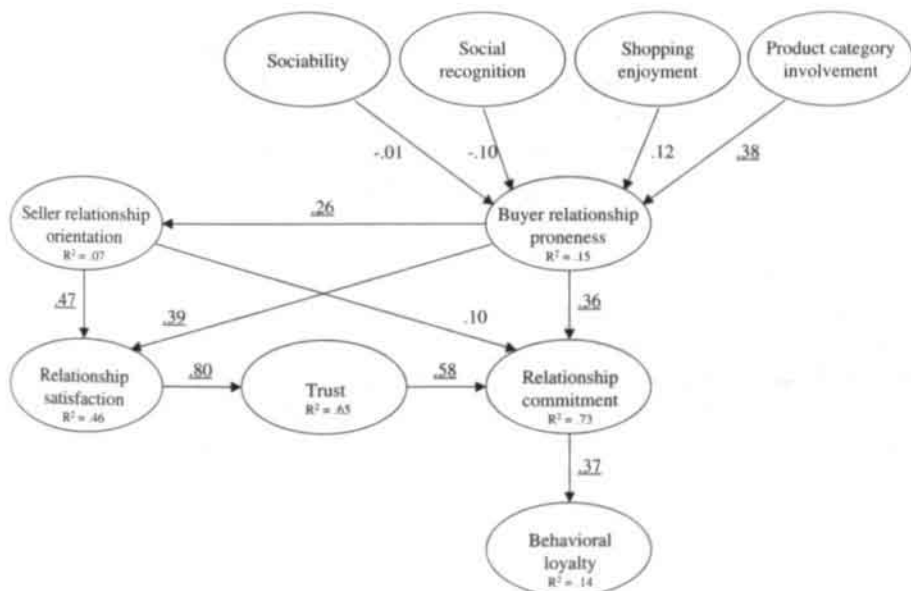 Sociability
Social
recognition
Shopping
enjoyment
Product category
involvement
-.01
-.10
.12
.38
Seller relationship
orientation
R² = .07
.26
Buyer relationship
proneness
R² = .15
.47
.39
.10
.36
Relationship
satisfaction
R² = .46
.80
Trust
R² = .65
.58
Relationship
commitment
R² = .73
.37
Behavioral
loyalty
R² = .14